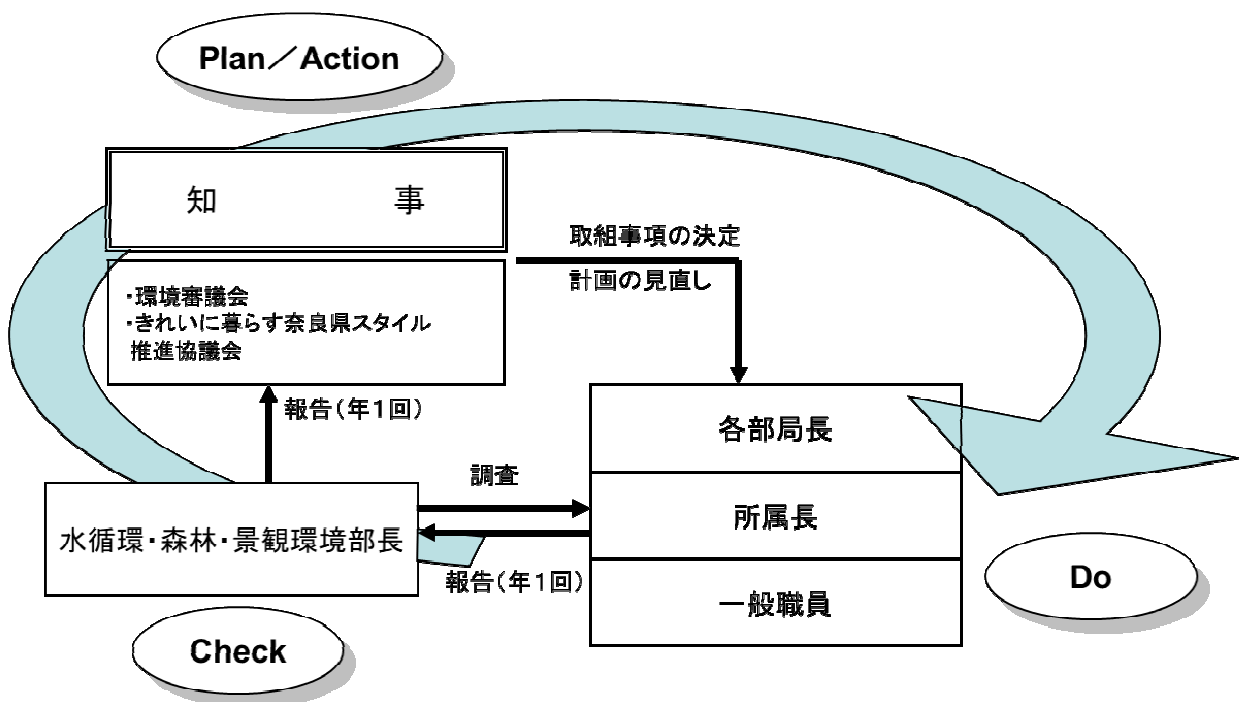 Plan／Action
知　　　　事
取組事項の決定
計画の見直し
・環境審議会
・きれいに暮らす奈良県スタイル
推進協議会
報告(年１回)
各部局長
調査
所属長
水循環・森林・景観環境部長
報告(年１回)
一般職員
Do
Check